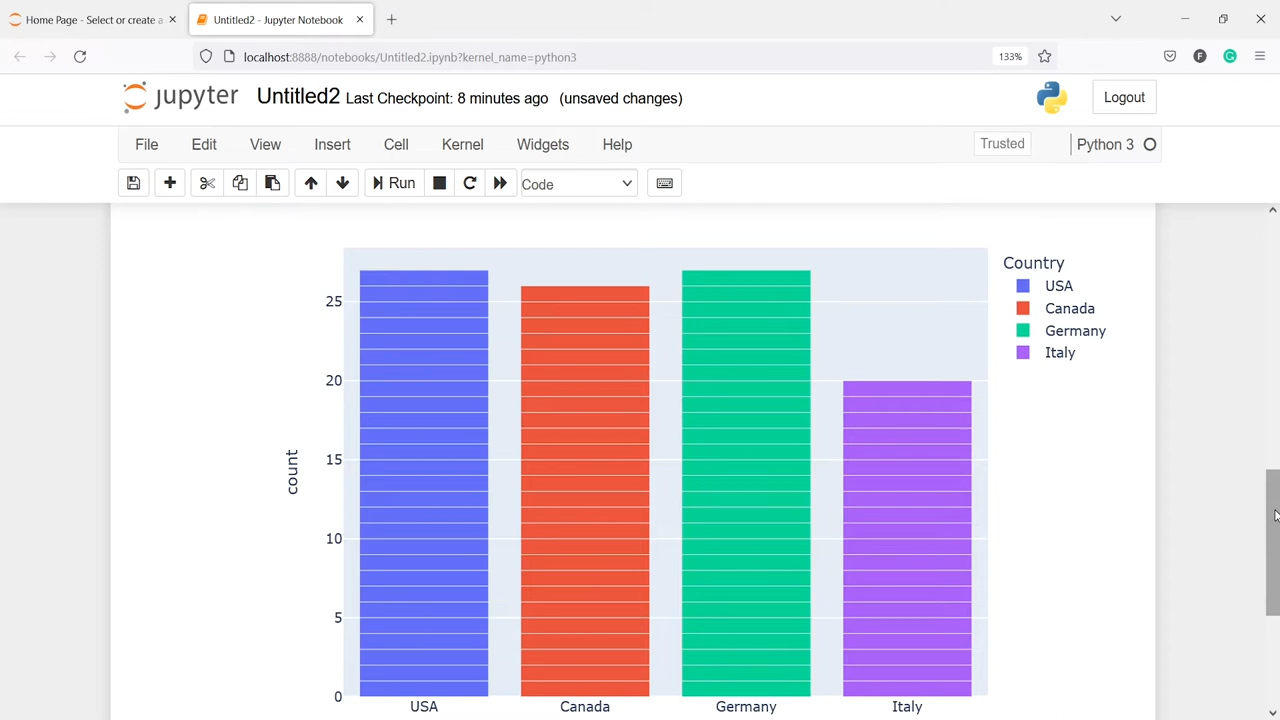 Home Page - Select or create a
Untitled2 - Jupyter Notebook
localhost:8888/notebooks/Untitled2.ipynb?kernel_name=python3
133%
F
G
jupyter Untitled2 Last Checkpoint: 8 minutes ago (unsaved changes)
Logout
File Edit View Insert Cell Kernel Widgets Help
Trusted
Python 3
Run
Code
Country
USA
Canada
Germany
Italy
25
20
15
10
5
0
count
USA Canada Germany Italy